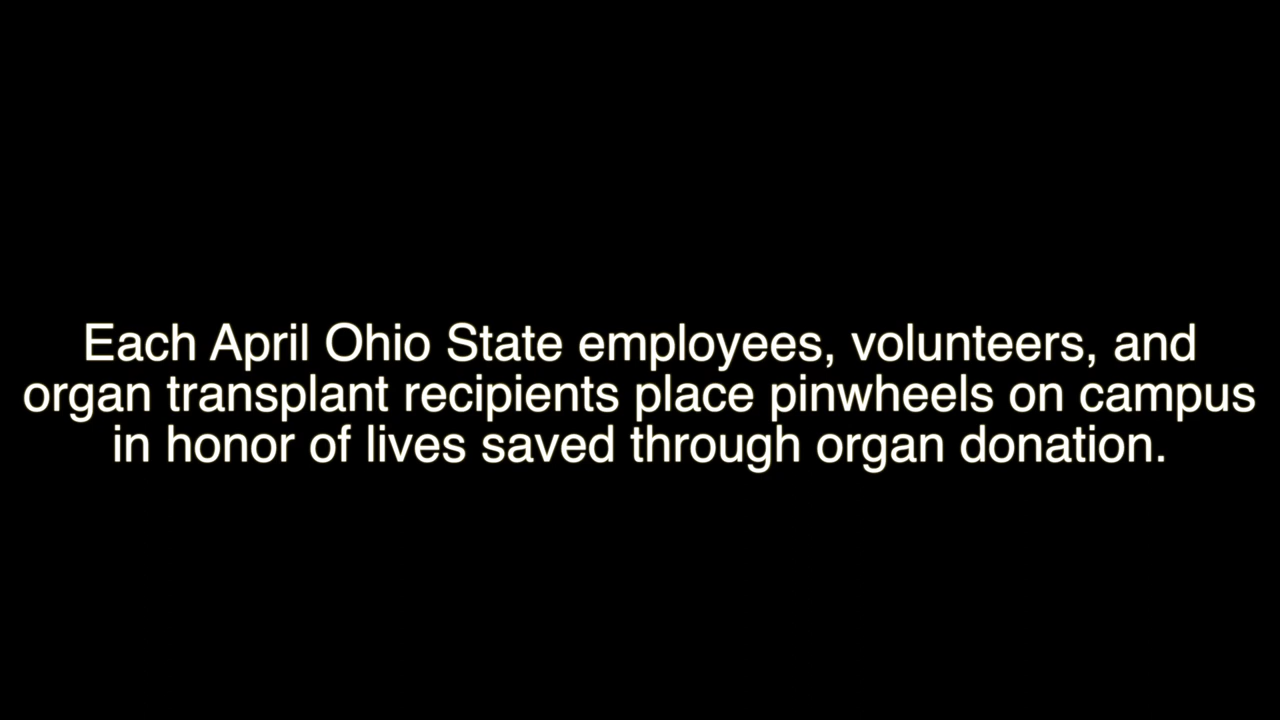 Each April Ohio State employees, volunteers, and
organ transplant recipients place pinwheels on campus
in honor of lives saved through organ donation.